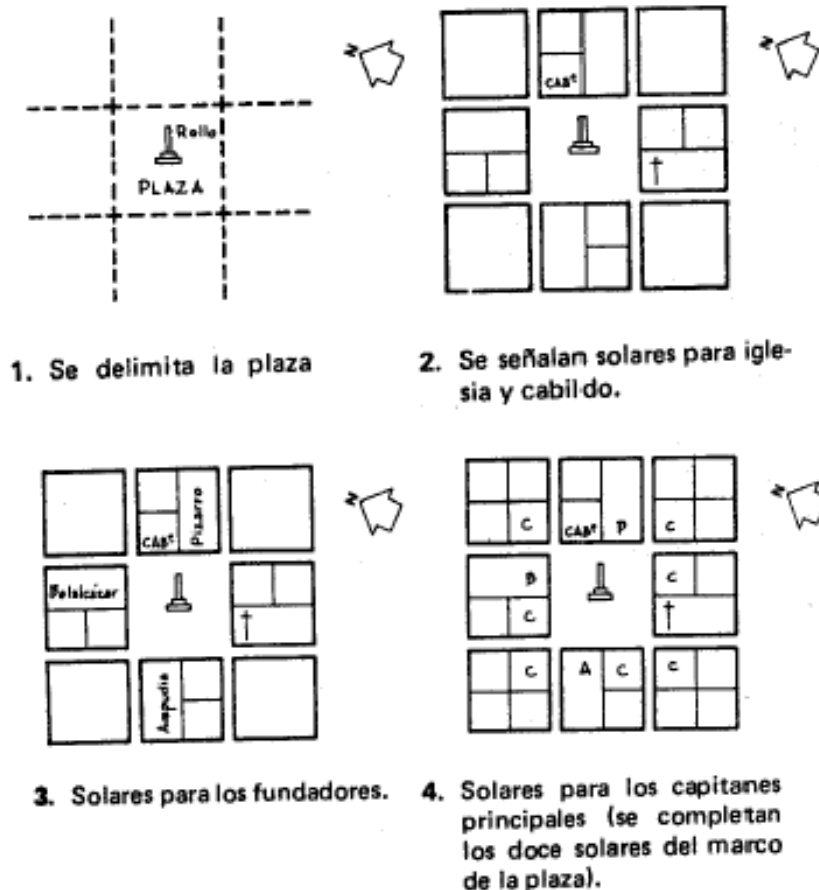 N
Rollo
PLAZA
1. Se delimita la plaza
N
CABº
2. Se señalan solares para igle-
sia y cabildo.
N
CABº
Pizarro
Belalcázar
Ampudia
3. Solares para los fundadores.
N
C
CABº
P
C
B
C
C
C
A
C
C
4. Solares para los capitanes
principales (se completan
los doce solares del marco
de la plaza).